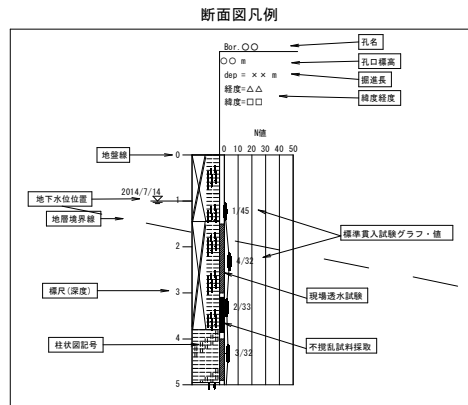 断面図凡例
Bor.○○
孔名
○○ m
孔口標高
dep = ×× m
掘進長
経度=△△
緯度経度
緯度=□□
N値
0 10 20 30 40 50
地盤線
0
地下水位位置
2014/7/14
1
1/45
地層境界線
標準貫入試験グラフ・値
2
4/32
標尺(深度)
3
現場透水試験
2/33
柱状図記号
4
不撹乱試料採取
3/32
5